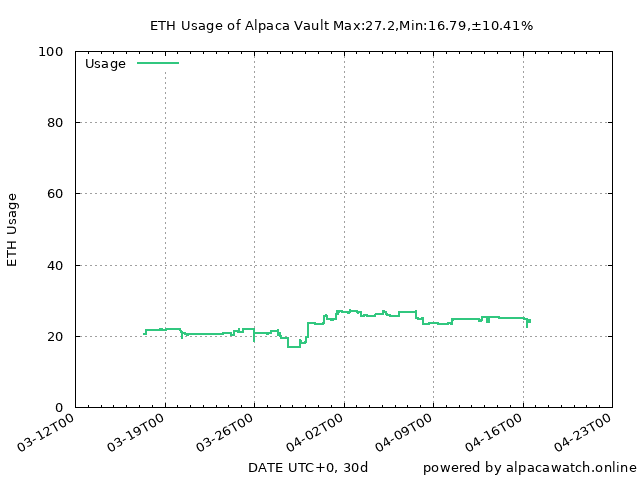 ETH Usage of Alpaca Vault Max:27.2,Min:16.79,±10.41%
100
Usage
80
60
ETH Usage
40
20
0
03-12T00 03-19T00 03-26T00 04-02T00 04-09T00 04-16T00 04-23T00
DATE UTC+0, 30d powered by alpacawatch.online